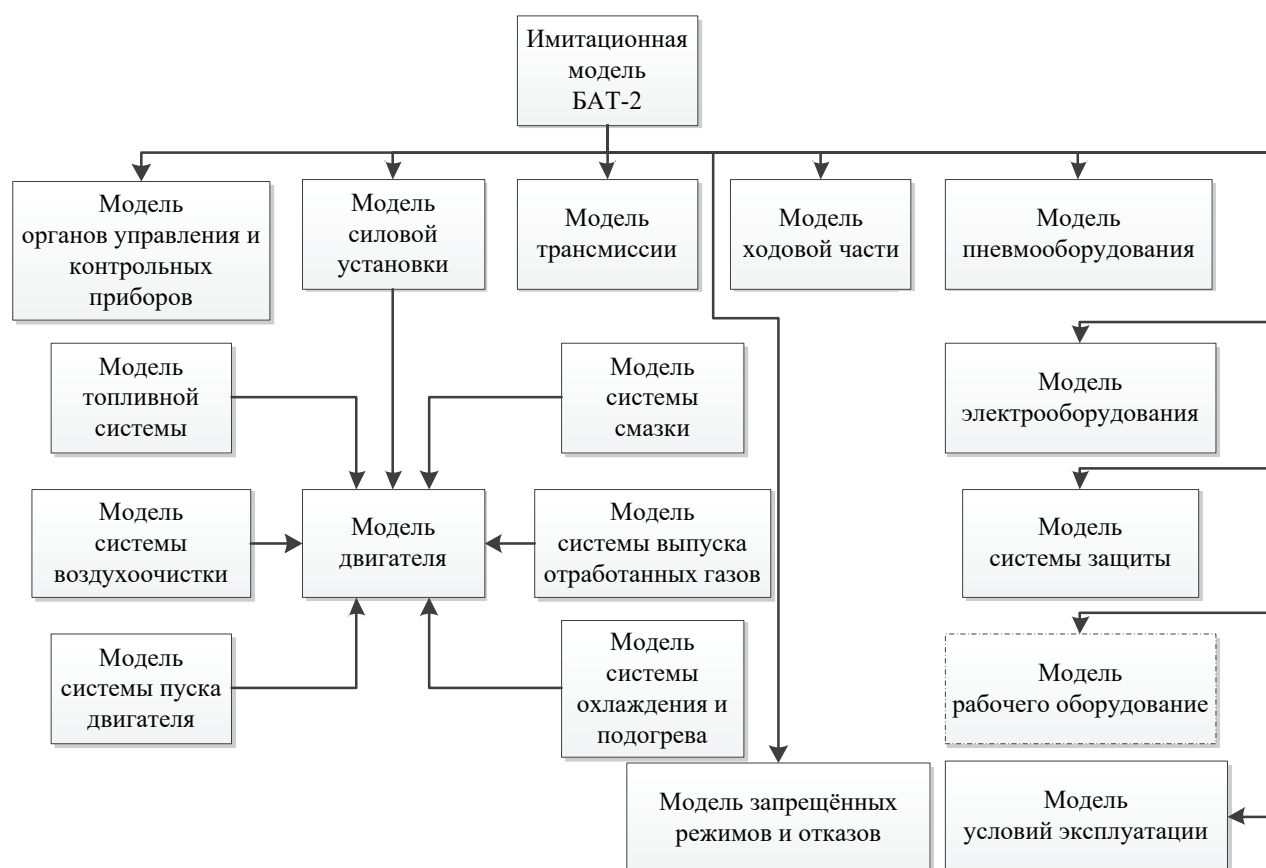 Имитационная
модель
БАТ-2
Модель
органов управления и
контрольных
приборов
Модель
силовой
установки
Модель
трансмиссии
Модель
ходовой части
Модель
пневмооборудования
Модель
топливной
системы
Модель
системы
смазки
Модель
электрооборудования
Модель
системы
воздухоочистки
Модель
двигателя
Модель
системы выпуска
отработанных газов
Модель
системы защиты
Модель
системы пуска
двигателя
Модель
системы
охлаждения и
подогрева
Модель
рабочего оборудование
Модель запрещённых
режимов и отказов
Модель
условий эксплуатации